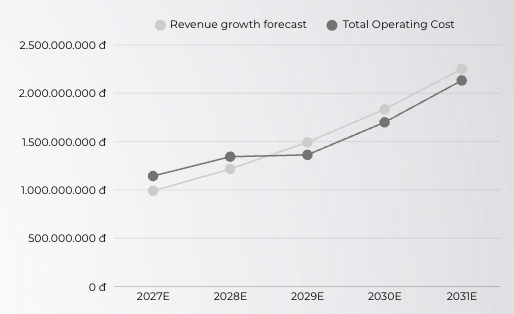 Revenue growth forecast
Total Operating Cost
2.500.000.000 đ
2.000.000.000 đ
1.500.000.000 đ
1.000.000.000 đ
500.000.000 đ
0 đ
2027E 2028E 2029E 2030E 2031E